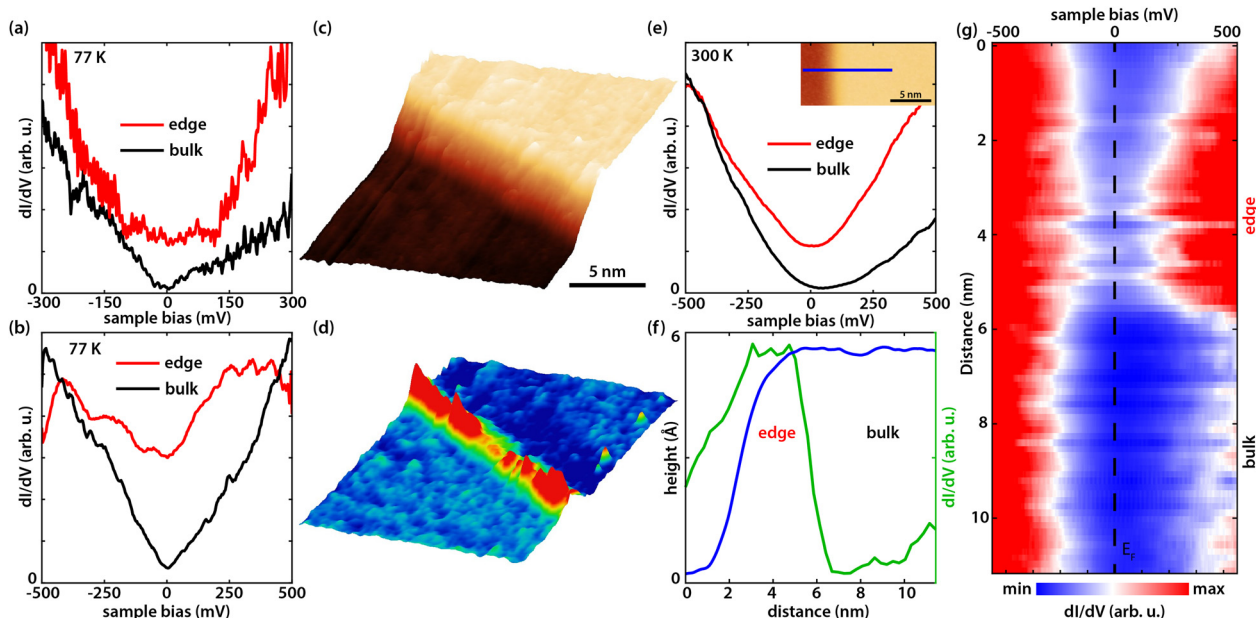 (a)
77 K
edge
bulk
dI/dV (arb. u.)
0
-300 -150 0 150 300
sample bias (mV)
(b)
77 K
edge
bulk
dI/dV (arb. u.)
0
-500 -250 0 250 500
sample bias (mV)
(c)
5 nm
(d)
(e)
300 K
5 nm
edge
bulk
dI/dV (arb. u.)
0
-500 -250 0 250 500
sample bias (mV)
(f)
6
3
0
height (Å)
edge
bulk
dI/dV (arb. u.)
0 2 4 6 8 10
distance (nm)
(g)
sample bias (mV)
-500 0 500
0
2
4
6
8
10
Distance (nm)
edge
bulk
E_F
min max
dI/dV (arb. u.)